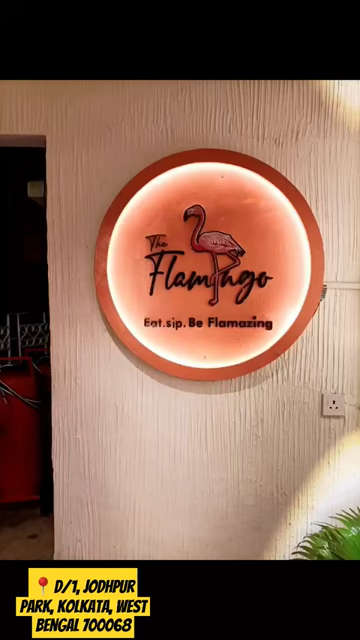 The
Flamingo
Eat.sip.Be Flamazing
📍 D/1, JODHPUR
PARK, KOLKATA, WEST
BENGAL 700068